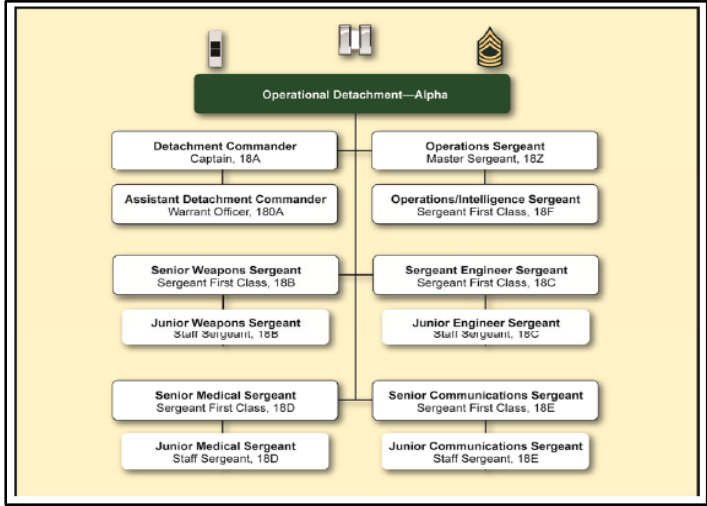 Operational Detachment—Alpha
Detachment Commander
Captain, 18A
Operations Sergeant
Master Sergeant, 18Z
Assistant Detachment Commander
Warrant Officer, 180A
Operations/Intelligence Sergeant
Sergeant First Class, 18F
Senior Weapons Sergeant
Sergeant First Class, 18B
Sergeant Engineer Sergeant
Sergeant First Class, 18C
Junior Weapons Sergeant
Staff Sergeant, 18B
Junior Engineer Sergeant
Staff Sergeant, 18C
Senior Medical Sergeant
Sergeant First Class, 18D
Senior Communications Sergeant
Sergeant First Class, 18E
Junior Medical Sergeant
Staff Sergeant, 18D
Junior Communications Sergeant
Staff Sergeant, 18E